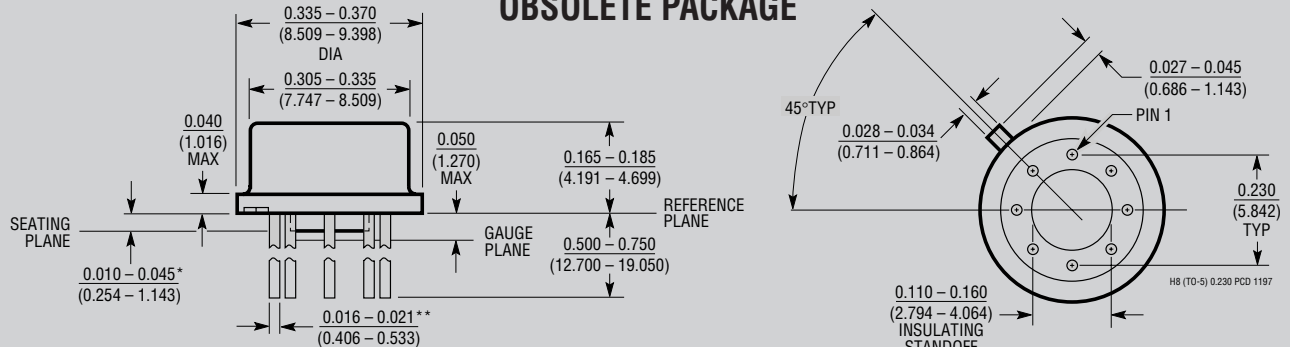 OBSOLETE PACKAGE
0.335 – 0.370
(8.509 – 9.398)
DIA
0.305 – 0.335
(7.747 – 8.509)
0.040
(1.016)
MAX
0.050
(1.270)
MAX
0.165 – 0.185
(4.191 – 4.699)
SEATING
PLANE
GAUGE
PLANE
REFERENCE
PLANE
0.500 – 0.750
(12.700 – 19.050)
0.010 – 0.045*
(0.254 – 1.143)
0.016 – 0.021**
(0.406 – 0.533)
45°TYP
0.028 – 0.034
(0.711 – 0.864)
0.027 – 0.045
(0.686 – 1.143)
PIN 1
0.230
(5.842)
TYP
H8 (TO-5) 0.230 PCD 1197
0.110 – 0.160
(2.794 – 4.064)
INSULATING
STANDOFF